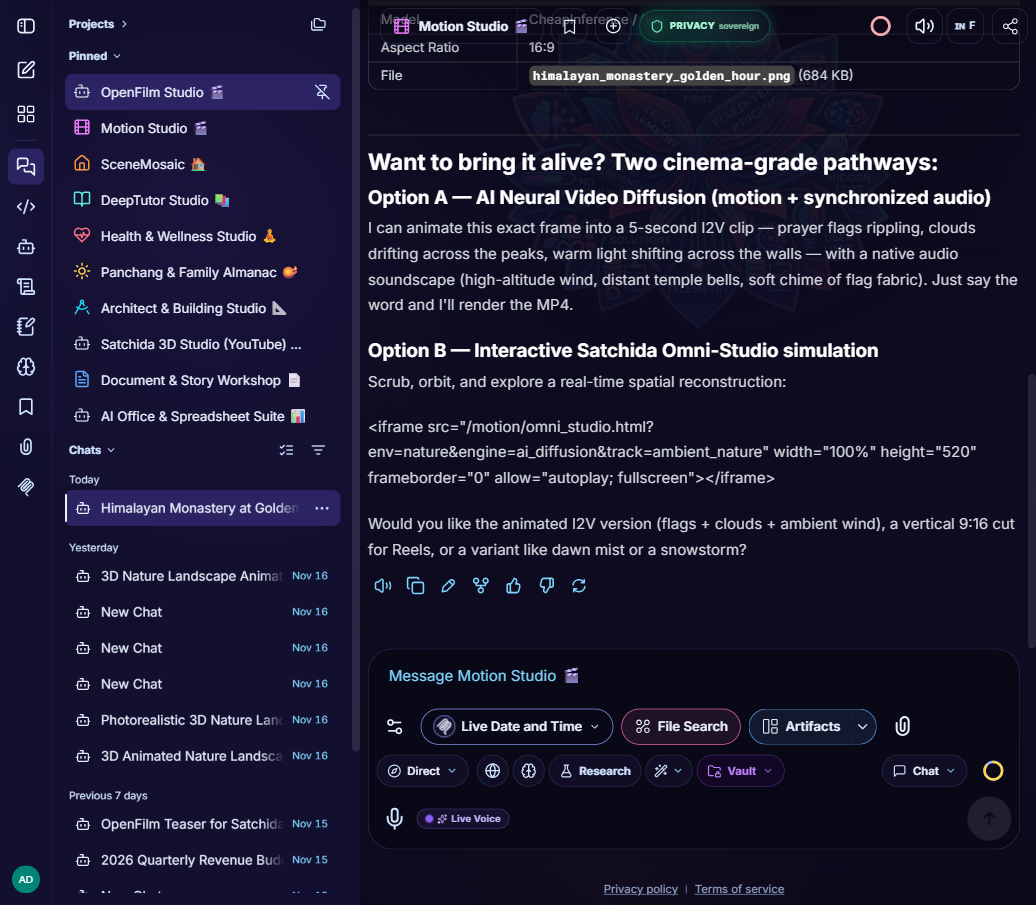 Projects
Pinned
OpenFilm Studio 🎬
Motion Studio 🎬
SceneMosaic 🏡
DeepTutor Studio 📚
Health & Wellness Studio 🧘
Panchang & Family Almanac 🪔
Architect & Building Studio 📐
Satchida 3D Studio (YouTube) ...
Document & Story Workshop 📄
AI Office & Spreadsheet Suite 📊
Chats
Today
Himalayan Monastery at Golden
Yesterday
3D Nature Landscape Animat Nov 16
New Chat Nov 16
New Chat Nov 16
New Chat Nov 16
Photorealistic 3D Nature Lan Nov 16
3D Animated Nature Landsca Nov 16
Previous 7 days
OpenFilm Teaser for Satchida Nov 15
2026 Quarterly Revenue Bud Nov 15
AD
Motion Studio 🎬
PRIVACY sovereign
IN F
Model CheapInference /
Aspect Ratio 16:9
File himalayan_monastery_golden_hour.png (684 KB)
Want to bring it alive? Two cinema-grade pathways:
Option A — AI Neural Video Diffusion (motion + synchronized audio)
I can animate this exact frame into a 5-second I2V clip — prayer flags rippling, clouds
drifting across the peaks, warm light shifting across the walls — with a native audio
soundscape (high-altitude wind, distant temple bells, soft chime of flag fabric). Just say the
word and I'll render the MP4.
Option B — Interactive Satchida Omni-Studio simulation
Scrub, orbit, and explore a real-time spatial reconstruction:
<iframe src="/motion/omni_studio.html?
env=nature&engine=ai_diffusion&track=ambient_nature" width="100%" height="520"
frameborder="0" allow="autoplay; fullscreen"></iframe>
Would you like the animated I2V version (flags + clouds + ambient wind), a vertical 9:16 cut
for Reels, or a variant like dawn mist or a snowstorm?
Message Motion Studio 🎬
Live Date and Time
File Search
Artifacts
Direct
Research
Vault
Chat
Live Voice
Privacy policy | Terms of service